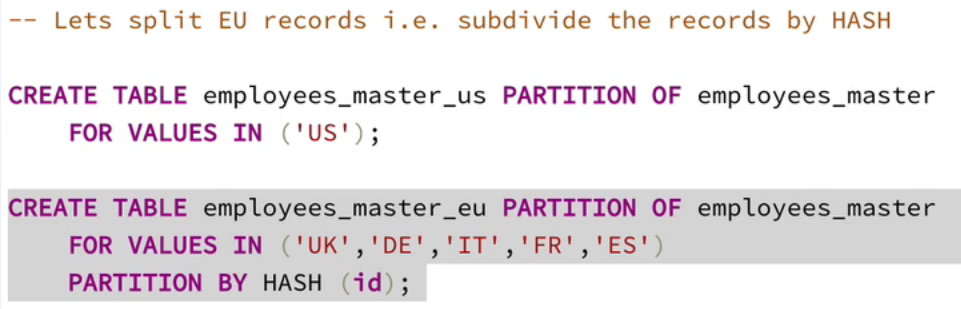 -- Lets split EU records i.e. subdivide the records by HASH
CREATE TABLE employees_master_us PARTITION OF employees_master
FOR VALUES IN ('US');
CREATE TABLE employees_master_eu PARTITION OF employees_master
FOR VALUES IN ('UK','DE','IT','FR','ES')
PARTITION BY HASH (id);